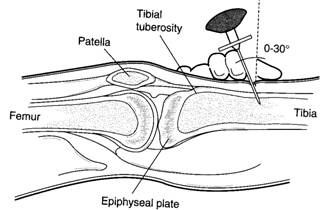 Tibial
tuberosity
Patella
0-30°
Femur
Tibia
Epiphyseal plate